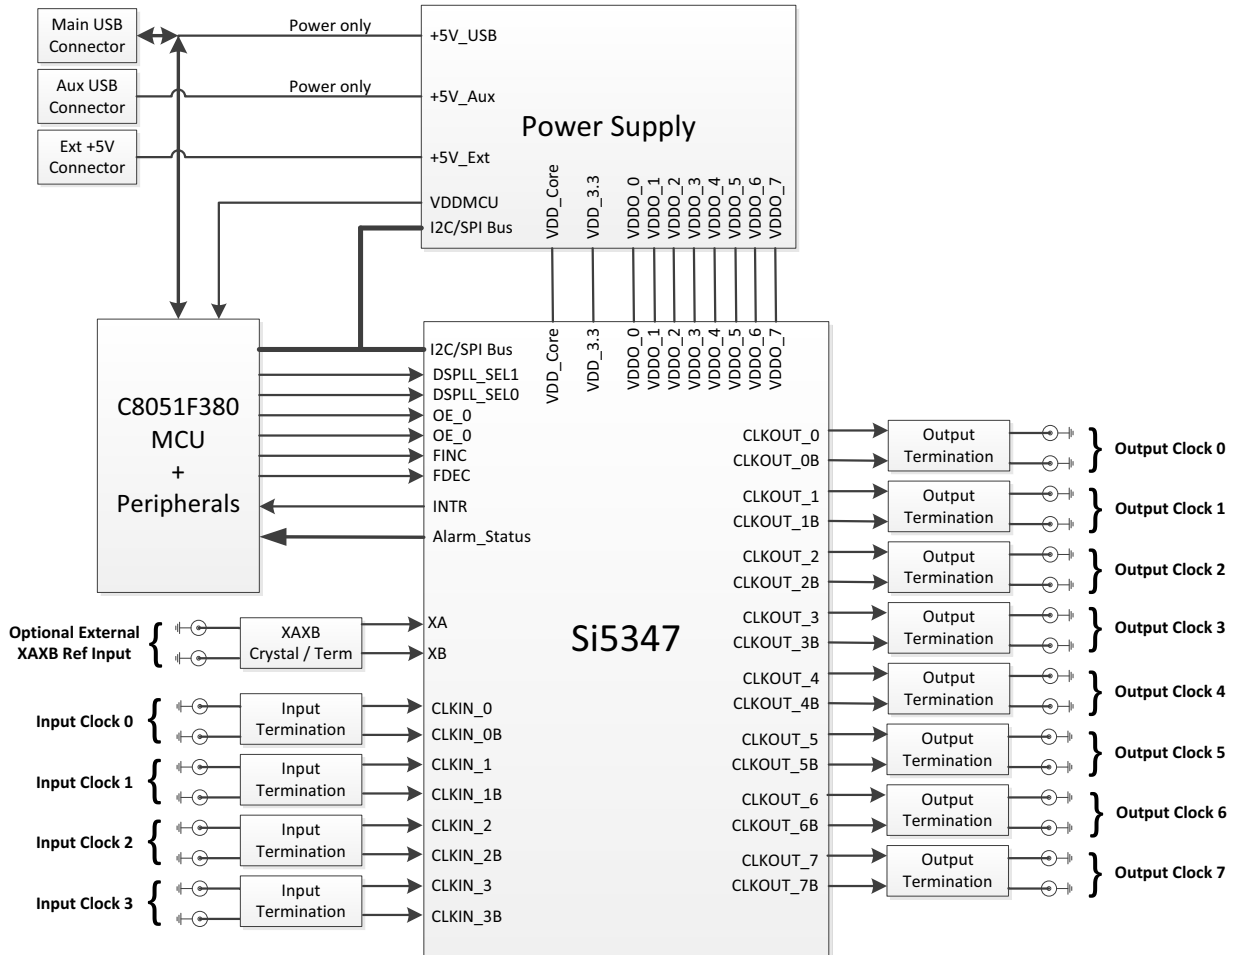 Main USB
Connector
Power only
+5V_USB
Aux USB
Connector
Power only
+5V_Aux
Ext +5V
Connector
+5V_Ext
Power Supply
VDDMCU
I2C/SPI Bus
VDD_Core
VDD_3.3
VDDO_0
VDDO_1
VDDO_2
VDDO_3
VDDO_4
VDDO_5
VDDO_6
VDDO_7
C8051F380
MCU
+
Peripherals
I2C/SPI Bus
DSPLL_SEL1
DSPLL_SEL0
OE_0
OE_0
FINC
FDEC
INTR
Alarm_Status
VDD_Core
VDD_3.3
VDDO_0
VDDO_1
VDDO_2
VDDO_3
VDDO_4
VDDO_5
VDDO_6
VDDO_7
Si5347
Optional External
XAXB Ref Input
XAXB
Crystal / Term
XA
XB
Input Clock 0
Input
Termination
CLKIN_0
CLKIN_0B
Input Clock 1
Input
Termination
CLKIN_1
CLKIN_1B
Input Clock 2
Input
Termination
CLKIN_2
CLKIN_2B
Input Clock 3
Input
Termination
CLKIN_3
CLKIN_3B
CLKOUT_0
CLKOUT_0B
Output
Termination
Output Clock 0
CLKOUT_1
CLKOUT_1B
Output
Termination
Output Clock 1
CLKOUT_2
CLKOUT_2B
Output
Termination
Output Clock 2
CLKOUT_3
CLKOUT_3B
Output
Termination
Output Clock 3
CLKOUT_4
CLKOUT_4B
Output
Termination
Output Clock 4
CLKOUT_5
CLKOUT_5B
Output
Termination
Output Clock 5
CLKOUT_6
CLKOUT_6B
Output
Termination
Output Clock 6
CLKOUT_7
CLKOUT_7B
Output
Termination
Output Clock 7